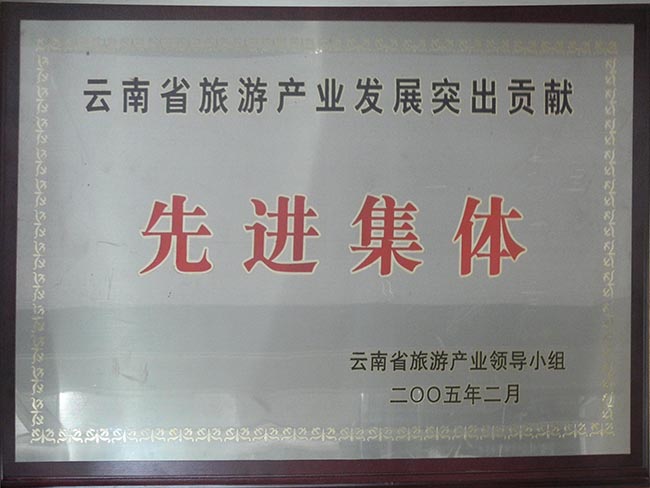 云南省旅游产业发展突出贡献
先进集体
云南省旅游产业领导小组
二〇〇五年二月